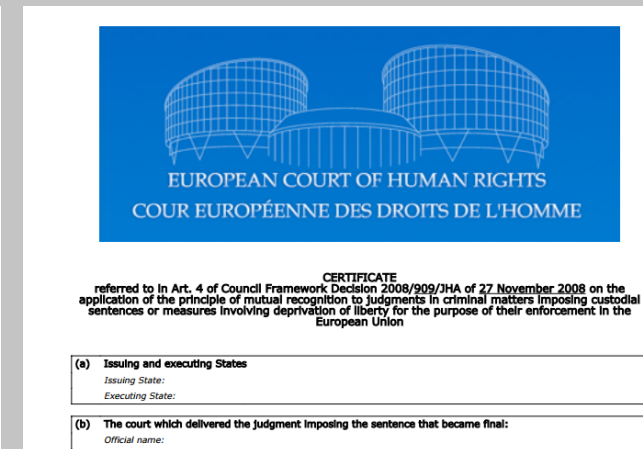 EUROPEAN COURT OF HUMAN RIGHTS
COUR EUROPÉENNE DES DROITS DE L'HOMME
CERTIFICATE
referred to in Art. 4 of Council Framework Decision 2008/909/JHA of 27 November 2008 on the
application of the principle of mutual recognition to judgments in criminal matters imposing custodial
sentences or measures involving deprivation of liberty for the purpose of their enforcement in the
European Union
(a) Issuing and executing States
Issuing State:
Executing State:
(b) The court which delivered the judgment imposing the sentence that became final:
Official name: